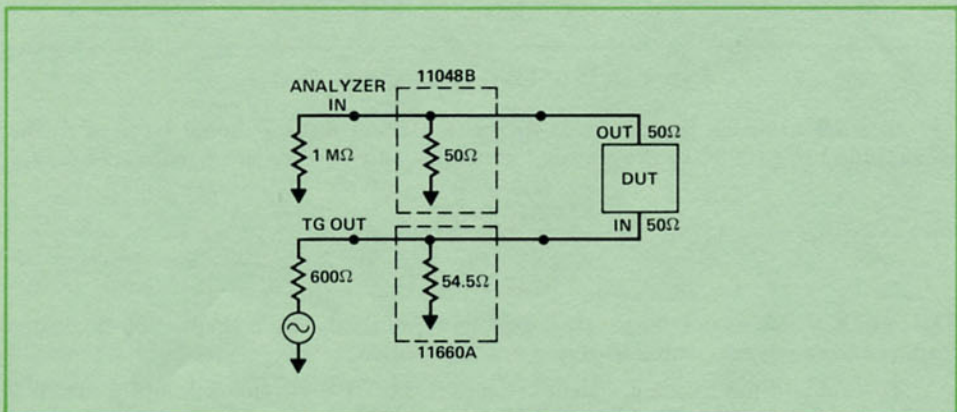 11048B
ANALYZER
IN
1 MΩ
50Ω
OUT 50Ω
DUT
IN 50Ω
TG OUT
600Ω
54.5Ω
11660A